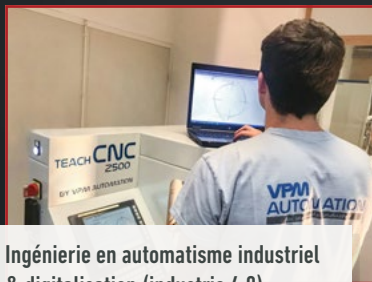 TEACH CNC
2500
BY VPM AUTOMATION
VPM
AUTOMATION
Ingénierie en automatisme industriel
& digitalisation (industrie 4.0)